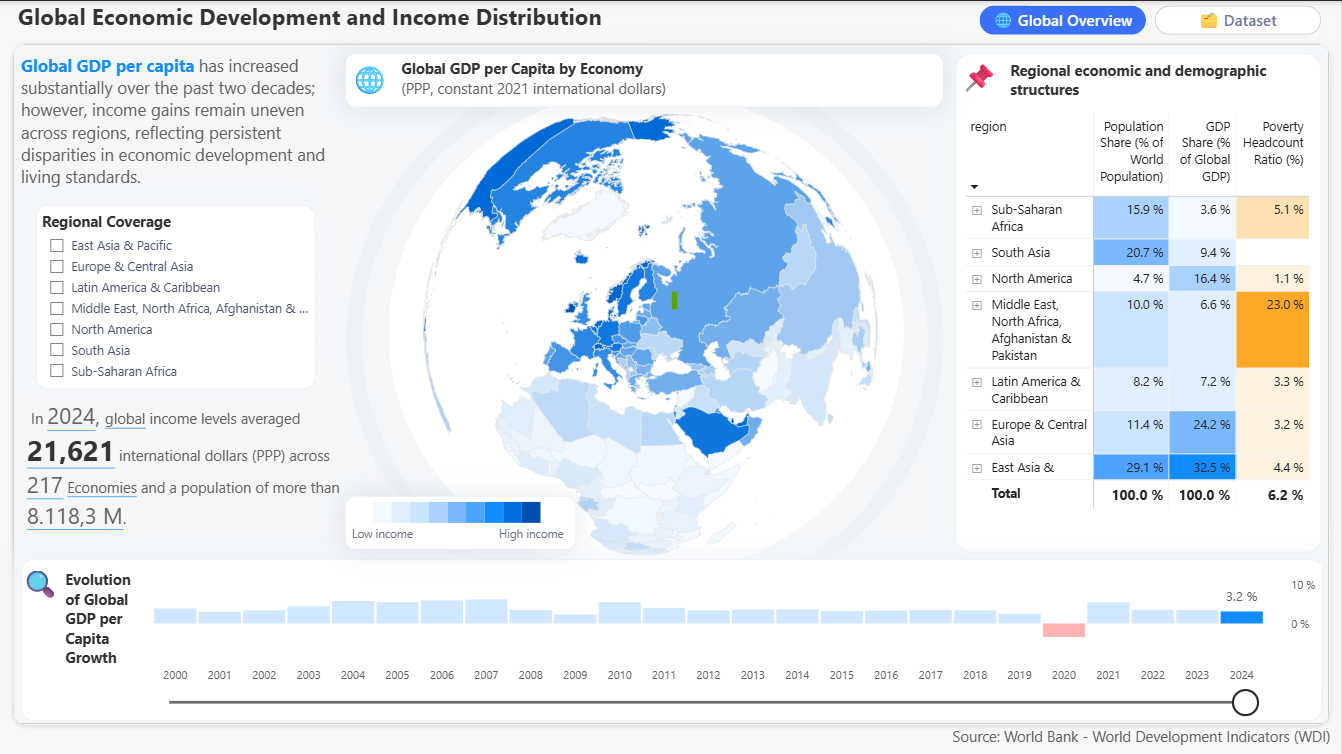 Global Economic Development and Income Distribution
Global Overview
Dataset
Global GDP per capita has increased
substantially over the past two decades;
however, income gains remain uneven
across regions, reflecting persistent
disparities in economic development and
living standards.
Regional Coverage
East Asia & Pacific
Europe & Central Asia
Latin America & Caribbean
Middle East, North Africa, Afghanistan & ...
North America
South Asia
Sub-Saharan Africa
In 2024, global income levels averaged
21,621 international dollars (PPP) across
217 Economies and a population of more than
8.118,3 M.
Global GDP per Capita by Economy
(PPP, constant 2021 international dollars)
Low income High income
Regional economic and demographic
structures
region
Population
Share (% of
World
Population)
GDP
Share (%
of Global
GDP)
Poverty
Headcount
Ratio (%)
Sub-Saharan 15.9 % 3.6 % 5.1 %
Africa
South Asia 20.7 % 9.4 %
North America 4.7 % 16.4 % 1.1 %
Middle East, 10.0 % 6.6 % 23.0 %
North Africa,
Afghanistan &
Pakistan
Latin America & 8.2 % 7.2 % 3.3 %
Caribbean
Europe & Central 11.4 % 24.2 % 3.2 %
Asia
East Asia & 29.1 % 32.5 % 4.4 %
Total 100.0 % 100.0 % 6.2 %
Evolution
of Global
GDP per
Capita
Growth
3.2 %
10 %
0 %
2000 2001 2002 2003 2004 2005 2006 2007 2008 2009 2010 2011 2012 2013 2014 2015 2016 2017 2018 2019 2020 2021 2022 2023 2024
Source: World Bank - World Development Indicators (WDI)